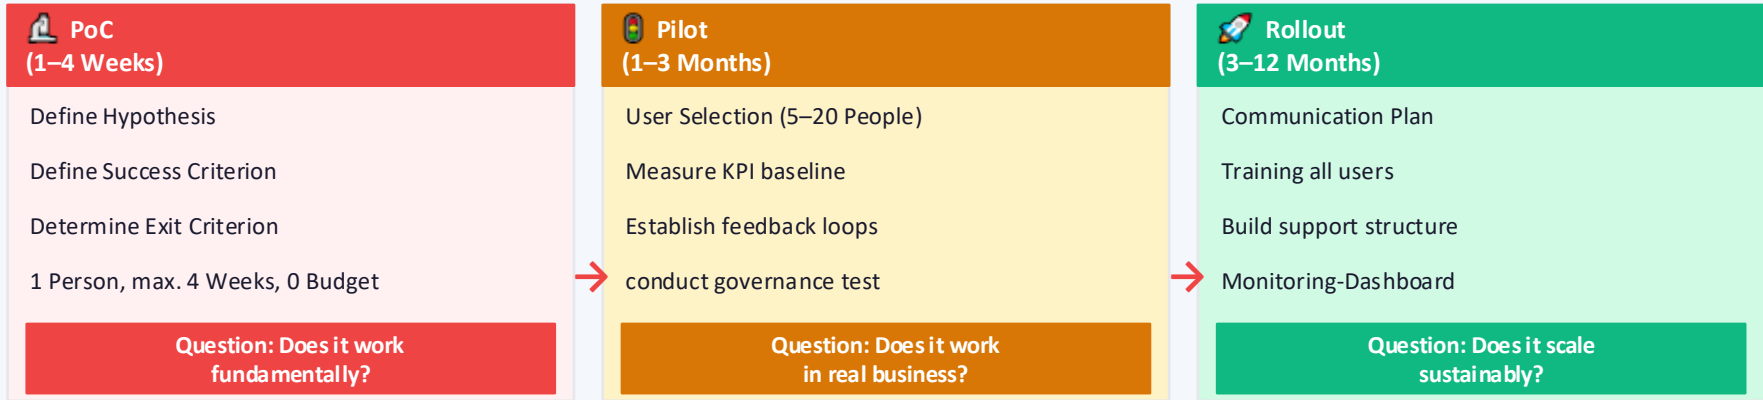 PoC
(1–4 Weeks)
Define Hypothesis
Define Success Criterion
Determine Exit Criterion
1 Person, max. 4 Weeks, 0 Budget
Question: Does it work
fundamentally?
Pilot
(1–3 Months)
User Selection (5–20 People)
Measure KPI baseline
Establish feedback loops
conduct governance test
Question: Does it work
in real business?
Rollout
(3–12 Months)
Communication Plan
Training all users
Build support structure
Monitoring-Dashboard
Question: Does it scale
sustainably?